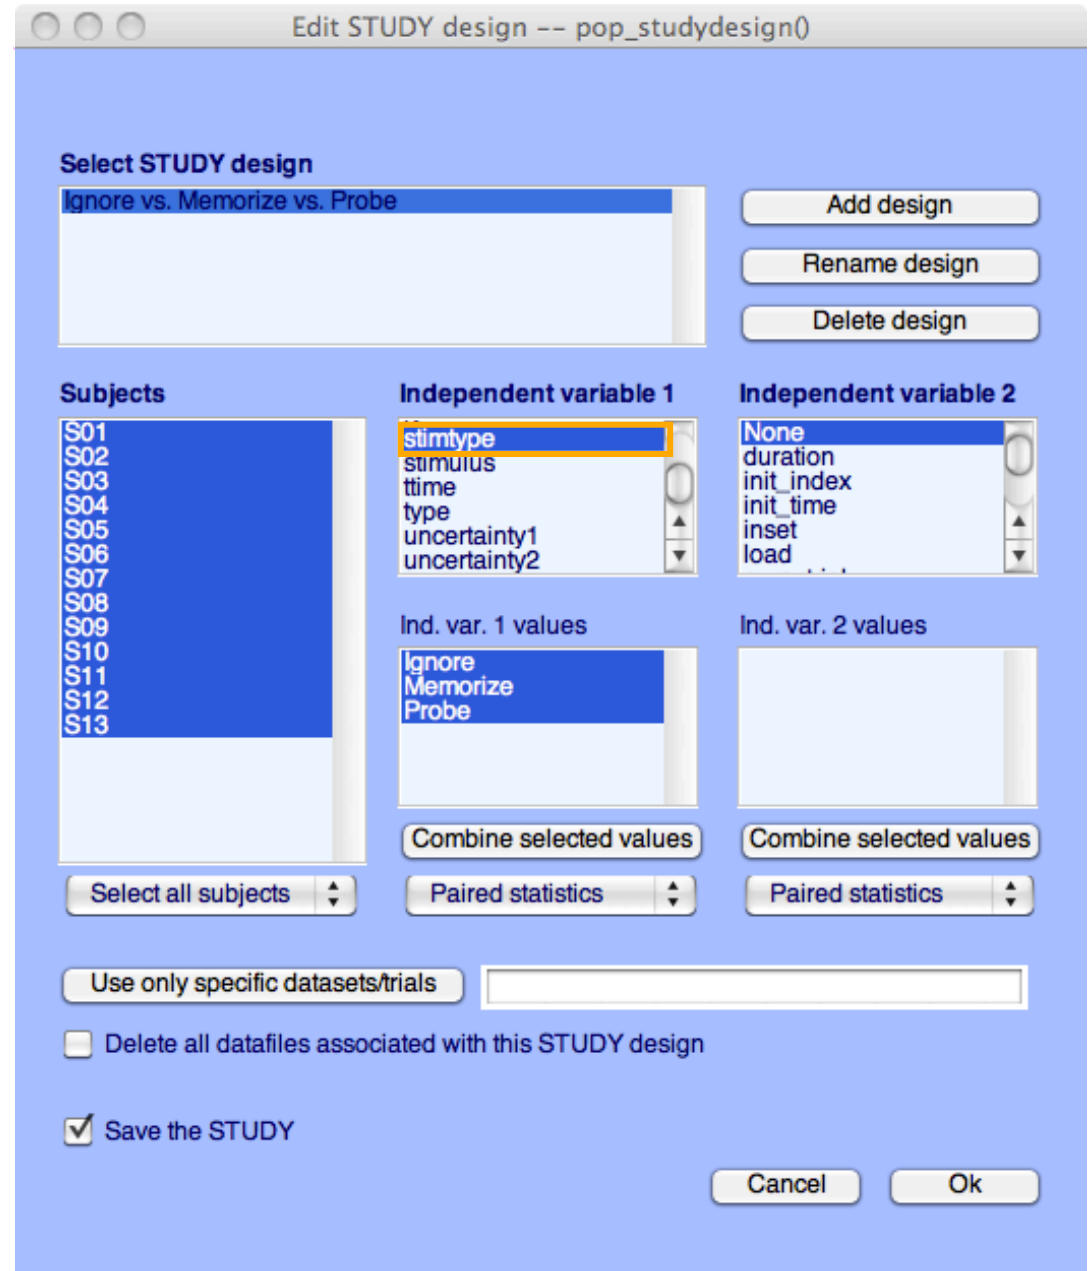 Edit STUDY design -- pop_studydesign()
Select STUDY design
Ignore vs. Memorize vs. Probe
Add design
Rename design
Delete design
Subjects
S01
S02
S03
S04
S05
S06
S07
S08
S09
S10
S11
S12
S13
Select all subjects
Independent variable 1
stimtype
stimulus
ttime
type
uncertainty1
uncertainty2
Ind. var. 1 values
Ignore
Memorize
Probe
Combine selected values
Paired statistics
Independent variable 2
None
duration
init_index
init_time
inset
load
Ind. var. 2 values
Combine selected values
Paired statistics
Use only specific datasets/trials
Delete all datafiles associated with this STUDY design
Save the STUDY
Cancel
Ok